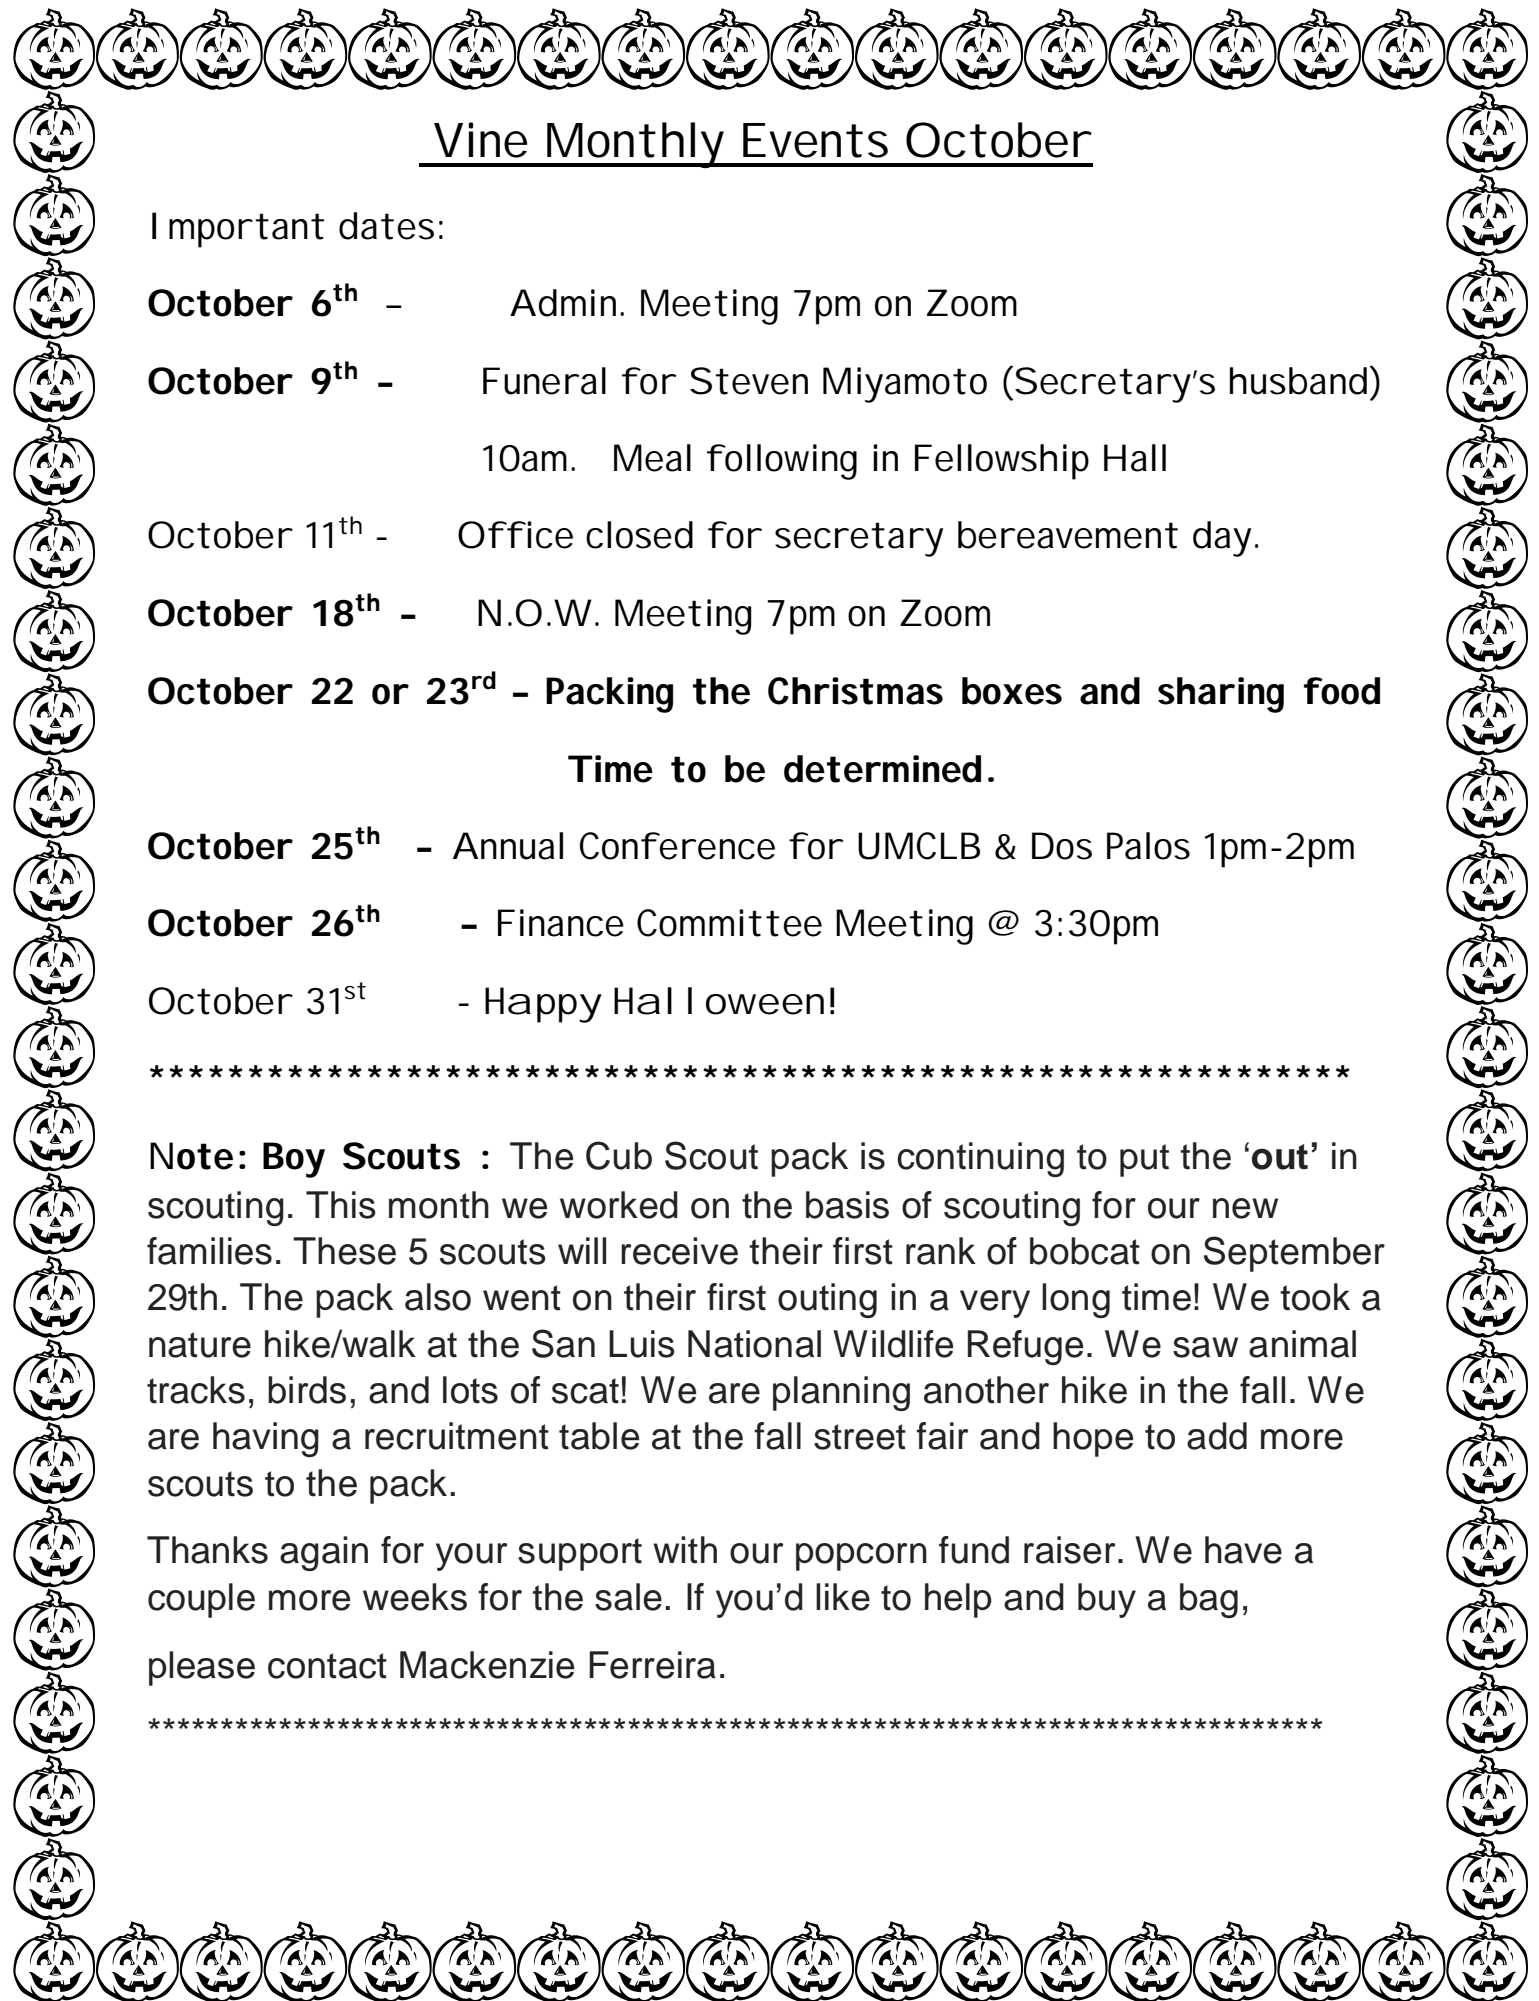 Vine Monthly Events October
Important dates:
October 6th – Admin. Meeting 7pm on Zoom
October 9th – Funeral for Steven Miyamoto (Secretary's husband)
10am. Meal following in Fellowship Hall
October 11th - Office closed for secretary bereavement day.
October 18th – N.O.W. Meeting 7pm on Zoom
October 22 or 23rd – Packing the Christmas boxes and sharing food
Time to be determined.
October 25th – Annual Conference for UMCLB & Dos Palos 1pm-2pm
October 26th – Finance Committee Meeting @ 3:30pm
October 31st - Happy Halloween!
*************************************************************
Note: Boy Scouts : The Cub Scout pack is continuing to put the ‘out’ in
scouting. This month we worked on the basis of scouting for our new
families. These 5 scouts will receive their first rank of bobcat on September
29th. The pack also went on their first outing in a very long time! We took a
nature hike/walk at the San Luis National Wildlife Refuge. We saw animal
tracks, birds, and lots of scat! We are planning another hike in the fall. We
are having a recruitment table at the fall street fair and hope to add more
scouts to the pack.
Thanks again for your support with our popcorn fund raiser. We have a
couple more weeks for the sale. If you’d like to help and buy a bag,
please contact Mackenzie Ferreira.
*********************************************************************************